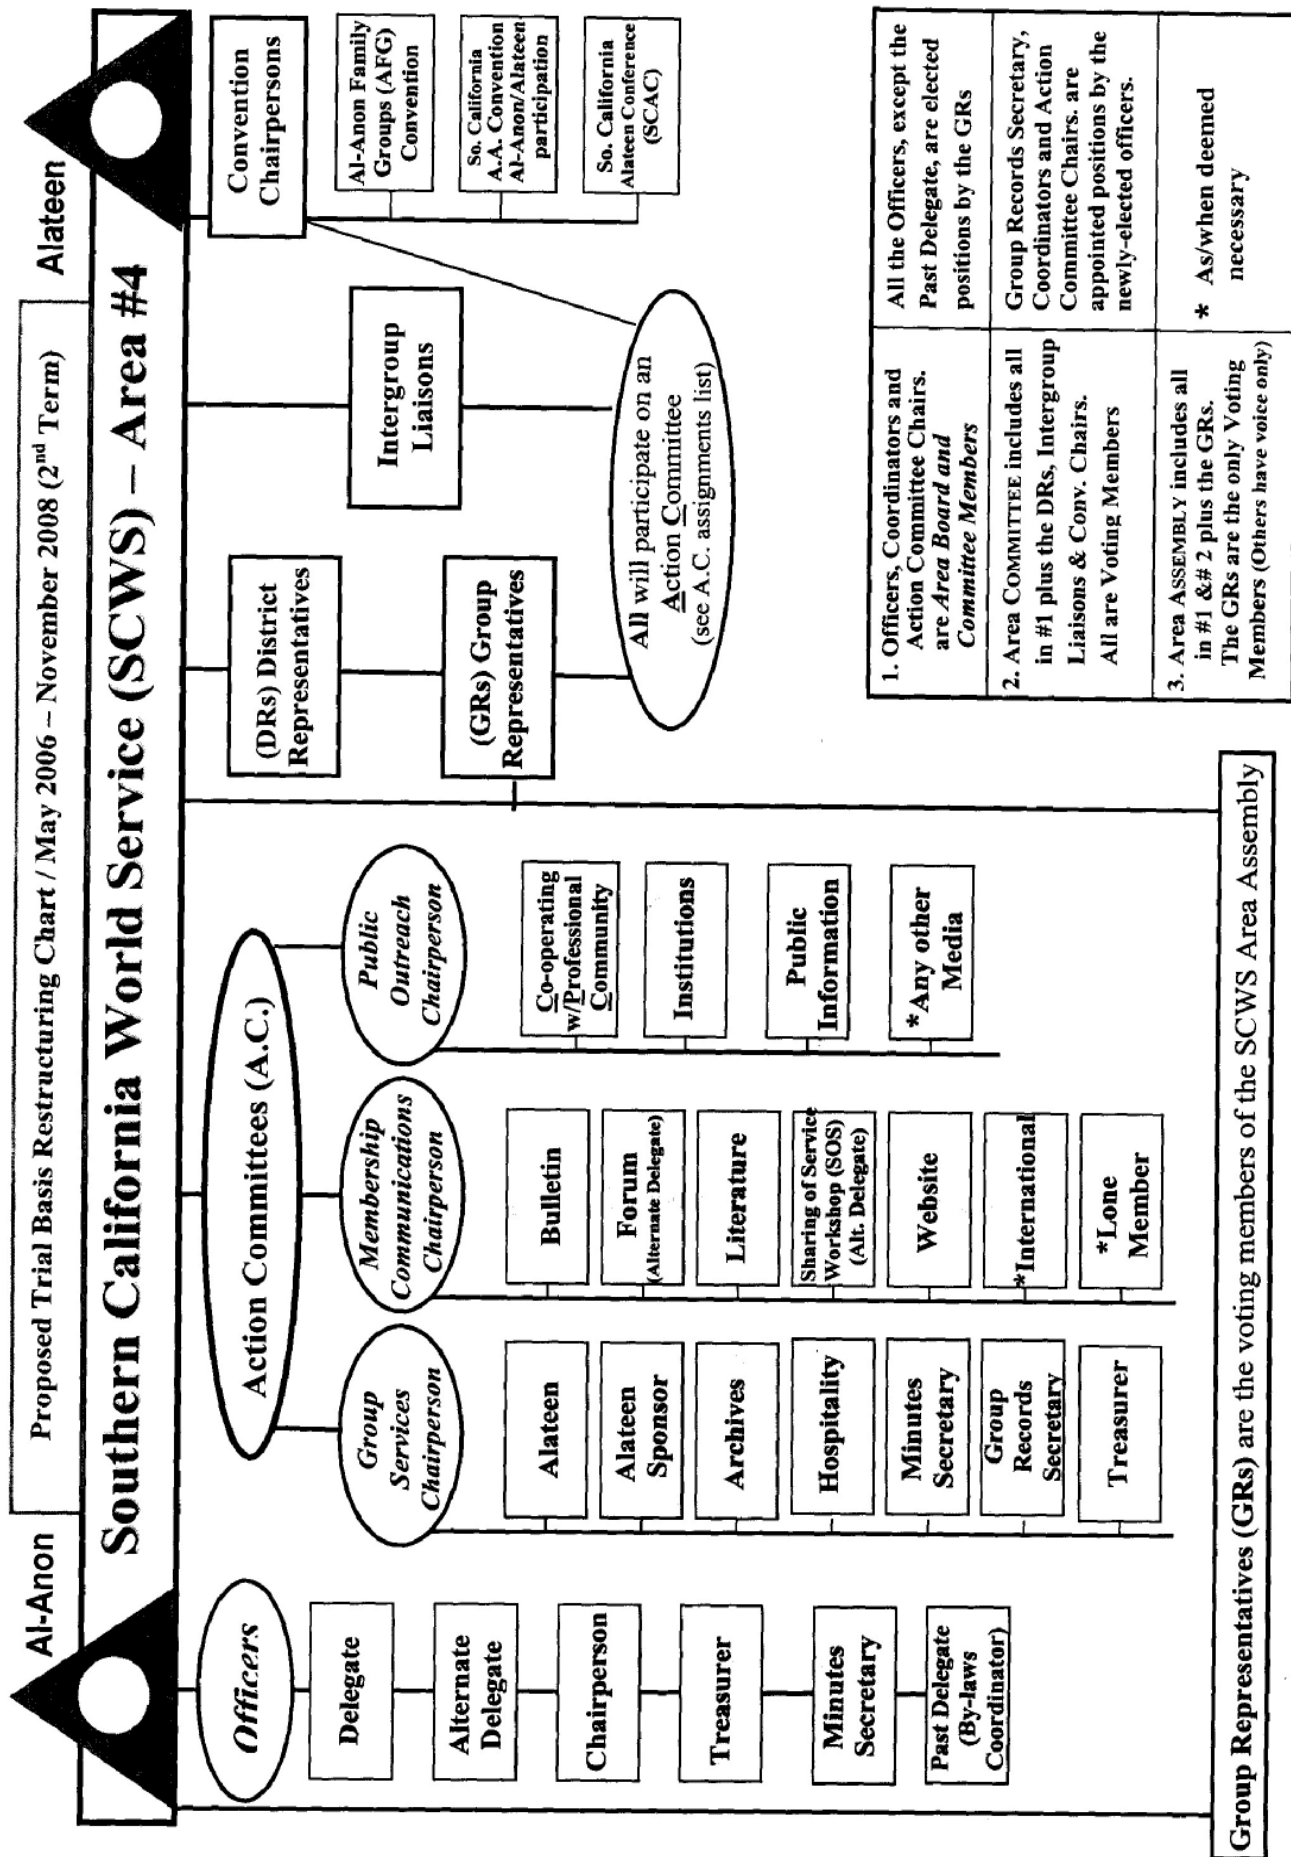 Al-Anon
Proposed Trial Basis Restructuring Chart / May 2006 – November 2008 (2nd Term)
Alateen
Southern California World Service (SCWS) – Area #4
Officers
Delegate
Alternate
Delegate
Chairperson
Treasurer
Minutes
Secretary
Past Delegate
(By-laws
Coordinator)
Action Committees (A.C.)
Group
Services
Chairperson
Alateen
Alateen
Sponsor
Archives
Hospitality
Minutes
Secretary
Group
Records
Secretary
Treasurer
Membership
Communications
Chairperson
Bulletin
Forum
(Alternate Delegate)
Literature
Sharing of Service
Workshop (SOS)
(Alt. Delegate)
Website
*International
*Lone
Member
Public
Outreach
Chairperson
Co-operating
w/Professional
Community
Institutions
Public
Information
*Any other
Media
(DRs) District
Representatives
(GRs) Group
Representatives
Intergroup
Liaisons
All will participate on an
Action Committee
(see A.C. assignments list)
Convention
Chairpersons
Al-Anon Family
Groups (AFG)
Convention
So. California
A.A. Convention
Al-Anon/Alateen
participation
So. California
Alateen Conference
(SCAC)
1. Officers, Coordinators and
Action Committee Chairs.
are Area Board and
Committee Members
All the Officers, except the
Past Delegate, are elected
positions by the GRs
2. Area COMMITTEE includes all
in #1 plus the DRs, Intergroup
Liaisons & Conv. Chairs.
All are Voting Members
Group Records Secretary,
Coordinators and Action
Committee Chairs. are
appointed positions by the
newly-elected officers.
3. Area ASSEMBLY includes all
in #1 &# 2 plus the GRs.
The GRs are the only Voting
Members (Others have voice only)
* As/when deemed
necessary
Group Representatives (GRs) are the voting members of the SCWS Area Assembly